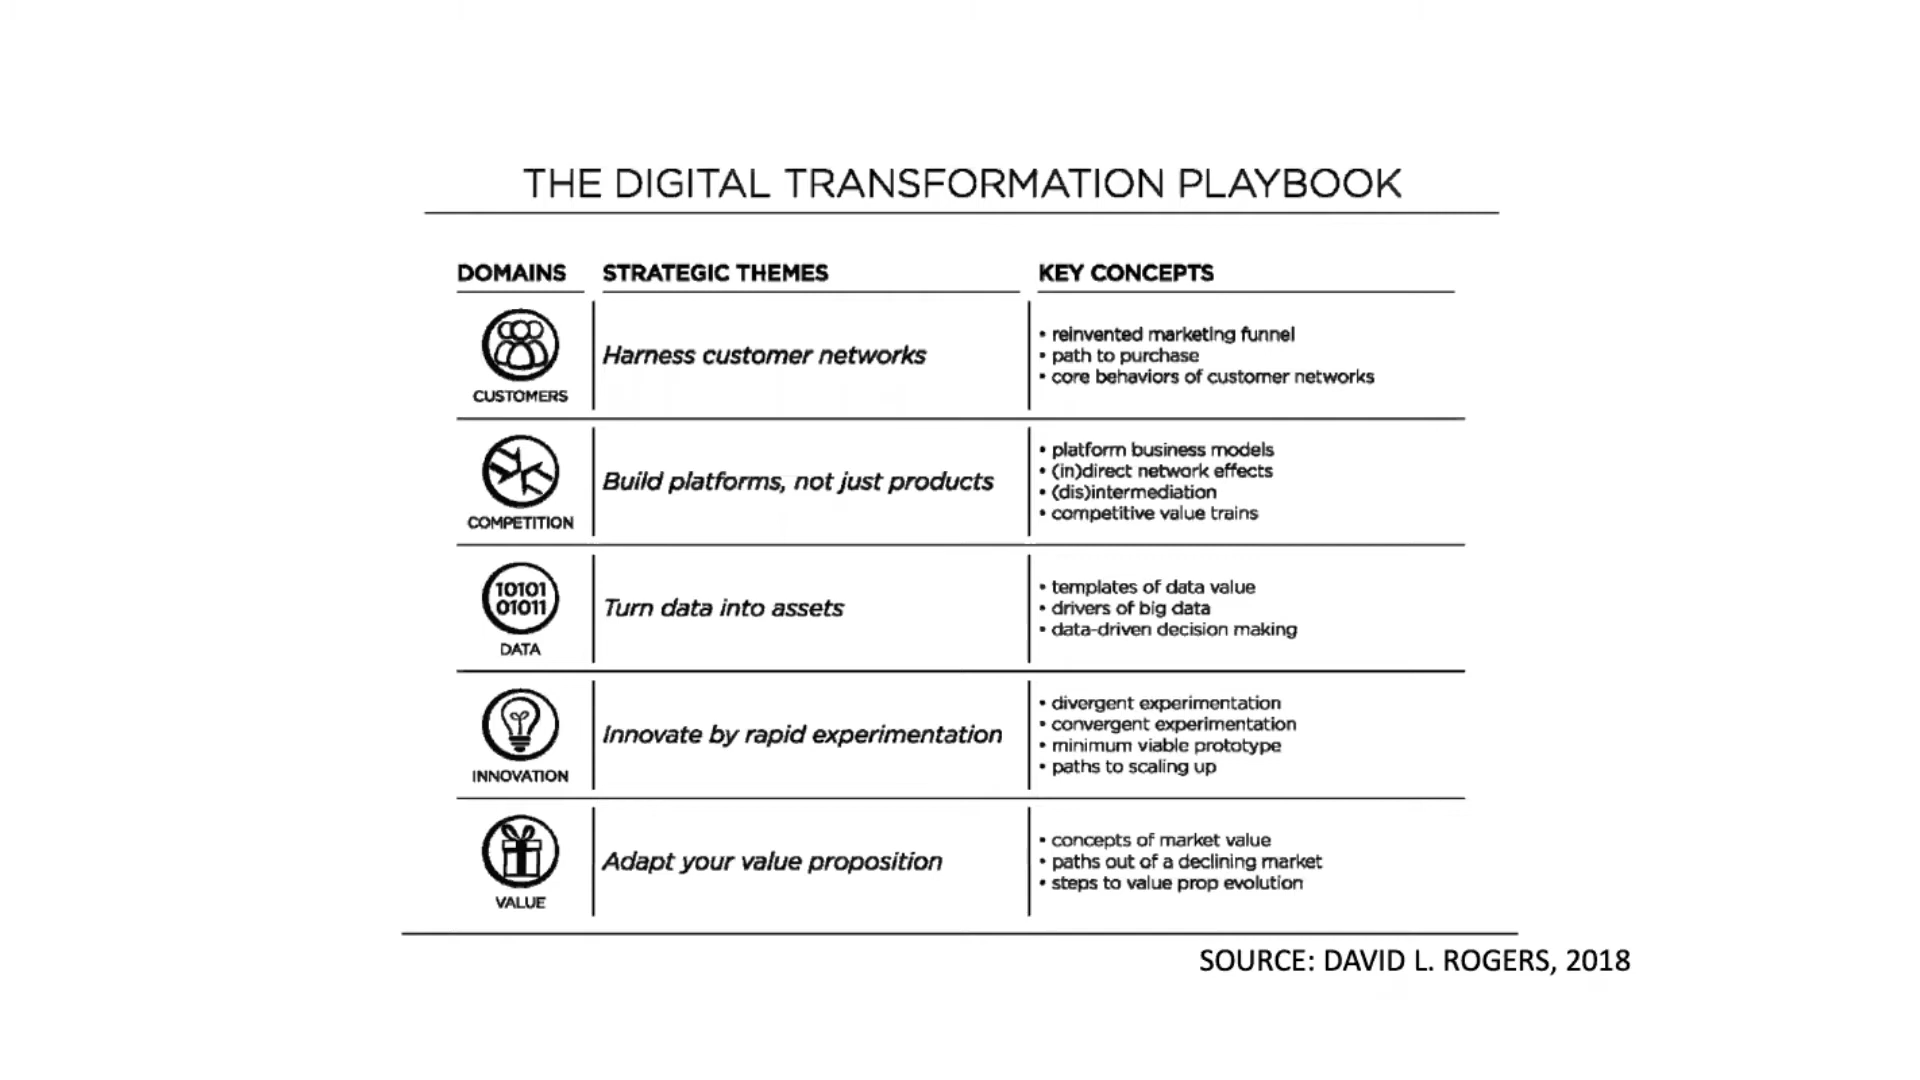 THE DIGITAL TRANSFORMATION PLAYBOOK
DOMAINS STRATEGIC THEMES KEY CONCEPTS
CUSTOMERS
Harness customer networks
• reinvented marketing funnel
• path to purchase
• core behaviors of customer networks
COMPETITION
Build platforms, not just products
• platform business models
• (in)direct network effects
• (dis)intermediation
• competitive value trains
10101
01011
DATA
Turn data into assets
• templates of data value
• drivers of big data
• data-driven decision making
INNOVATION
Innovate by rapid experimentation
• divergent experimentation
• convergent experimentation
• minimum viable prototype
• paths to scaling up
VALUE
Adapt your value proposition
• concepts of market value
• paths out of a declining market
• steps to value prop evolution
SOURCE: DAVID L. ROGERS, 2018